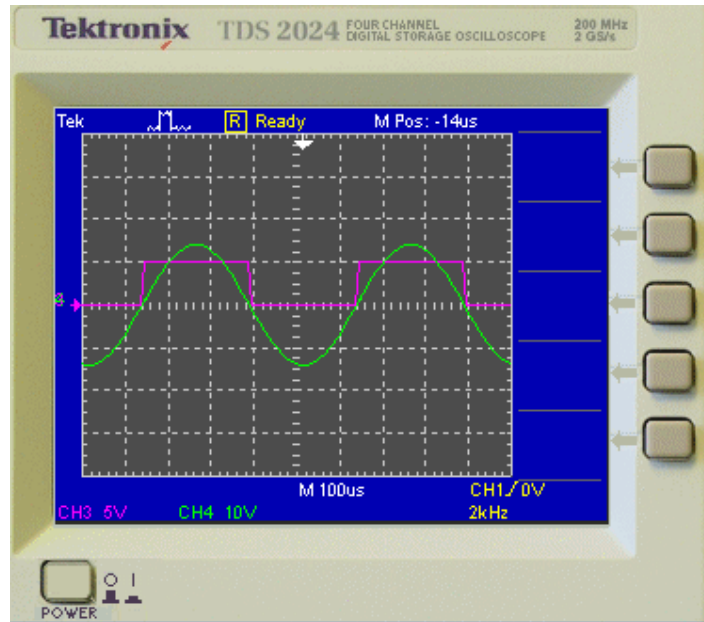 Tektronix TDS 2024 FOUR CHANNEL DIGITAL STORAGE OSCILLOSCOPE 200 MHz 2 GS/s
Tek R Ready M Pos: -14us
4
M 100us CH1 / 0V
CH3 5V CH4 10V 2kHz
O I
POWER